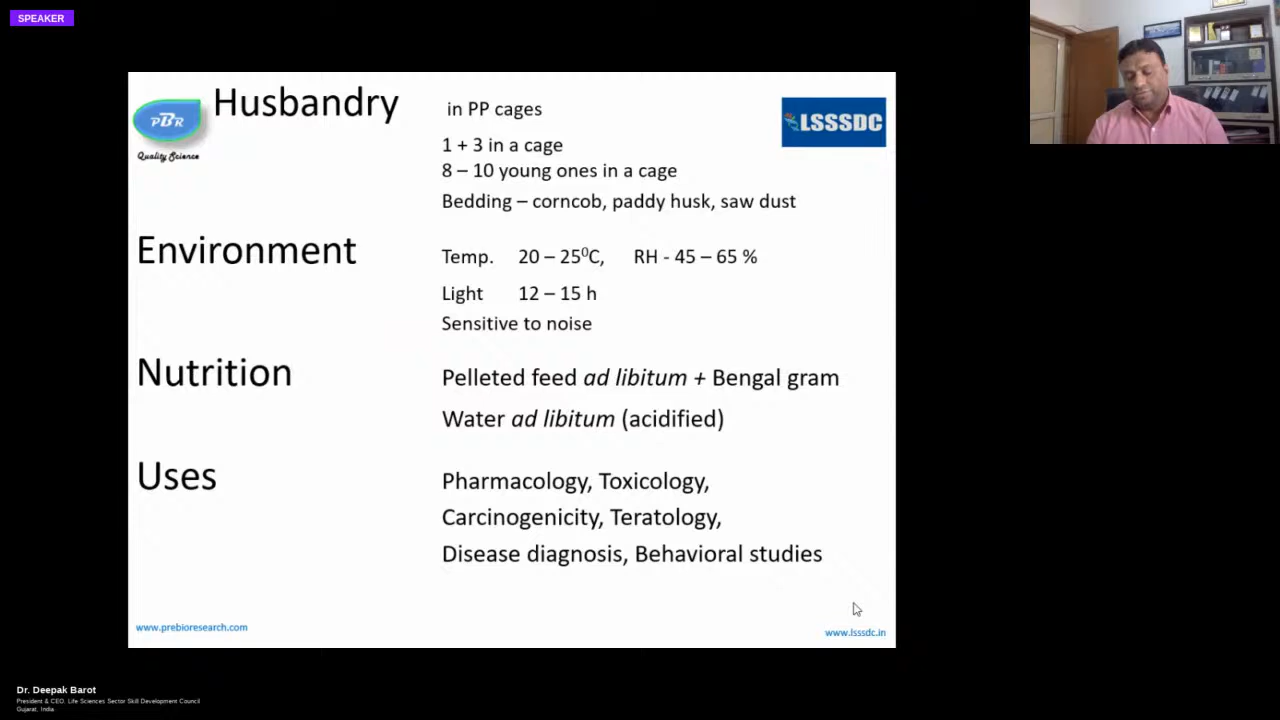 SPEAKER
Husbandry in PP cages
PBR
Quality Science
LSSSDC
1 + 3 in a cage
8 – 10 young ones in a cage
Bedding – corncob, paddy husk, saw dust
Environment
Temp. 20 – 25⁰C, RH - 45 – 65 %
Light 12 – 15 h
Sensitive to noise
Nutrition
Pelleted feed ad libitum + Bengal gram
Water ad libitum (acidified)
Uses
Pharmacology, Toxicology,
Carcinogenicity, Teratology,
Disease diagnosis, Behavioral studies
www.prebioresearch.com
www.lsssdc.in
Dr. Deepak Barot
President & CEO, Life Sciences Sector Skill Development Council
Gujarat, India